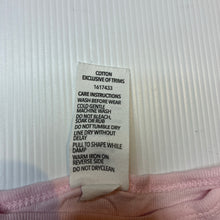 COTTON
EXCLUSIVE OF TRIMS
1617433
CARE INSTRUCTIONS
WASH BEFORE WEAR
COLD GENTLE
MACHINE WASH
DO NOT BLEACH,
SOAK OR RUB
DO NOT TUMBLE DRY
LINE DRY WITHOUT
DELAY
PULL TO SHAPE WHILE
DAMP
WARM IRON ON
REVERSE SIDE
DO NOT DRYCLEAN.